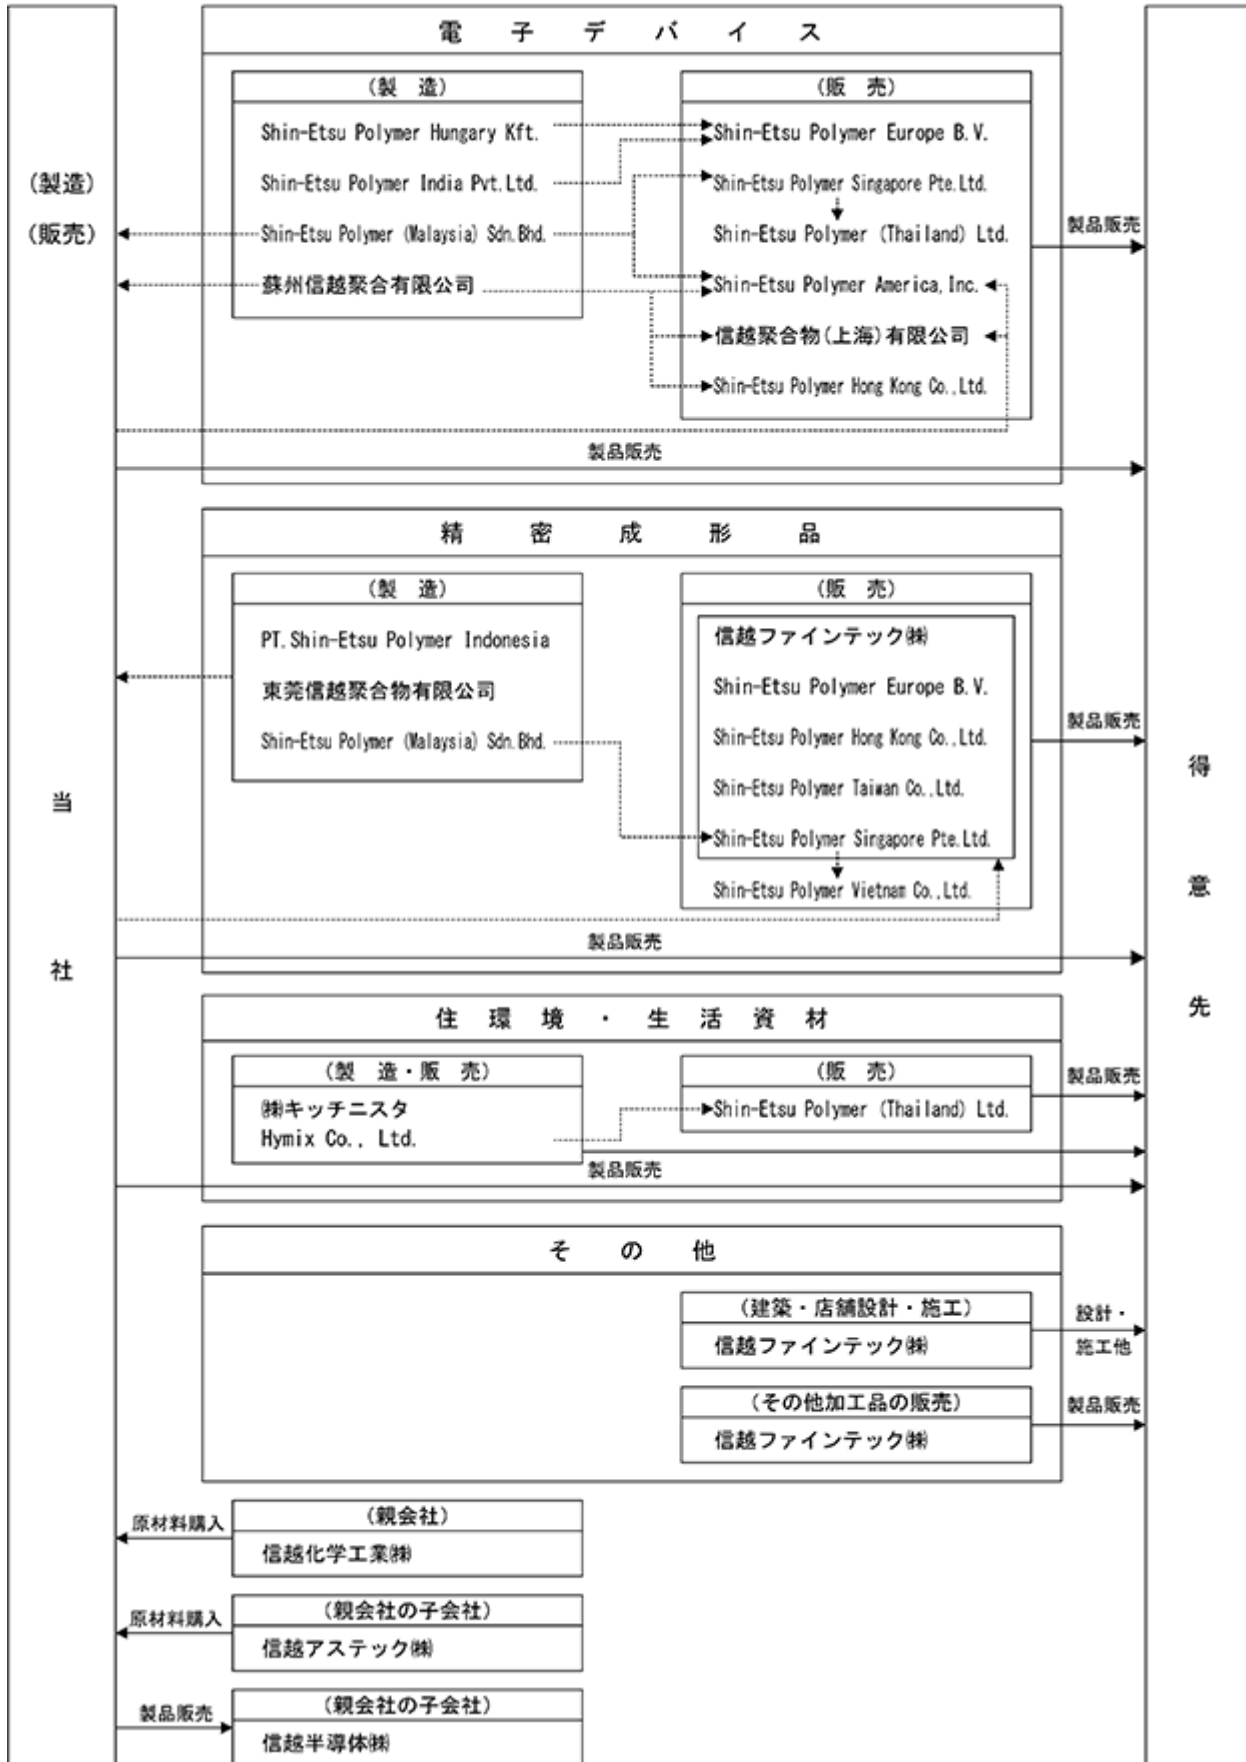 電子デバイス
(製造)
Shin-Etsu Polymer Hungary Kft.
Shin-Etsu Polymer India Pvt.Ltd.
Shin-Etsu Polymer (Malaysia) Sdn.Bhd.
蘇州信越聚合有限公司
(販売)
Shin-Etsu Polymer Europe B.V.
Shin-Etsu Polymer Singapore Pte.Ltd.
Shin-Etsu Polymer (Thailand) Ltd.
Shin-Etsu Polymer America,Inc.
信越聚合物(上海)有限公司
Shin-Etsu Polymer Hong Kong Co.,Ltd.
(製造)
(販売)
当社
製品販売
製品販売
精密成形品
(製造)
PT.Shin-Etsu Polymer Indonesia
東莞信越聚合物有限公司
Shin-Etsu Polymer (Malaysia) Sdn.Bhd.
(販売)
信越ファインテック㈱
Shin-Etsu Polymer Europe B.V.
Shin-Etsu Polymer Hong Kong Co.,Ltd.
Shin-Etsu Polymer Taiwan Co.,Ltd.
Shin-Etsu Polymer Singapore Pte.Ltd.
Shin-Etsu Polymer Vietnam Co.,Ltd.
製品販売
製品販売
得意先
住環境・生活資材
(製造・販売)
㈱キッチニスタ
Hymix Co., Ltd.
(販売)
Shin-Etsu Polymer (Thailand) Ltd.
製品販売
製品販売
その他
(建築・店舗設計・施工)
信越ファインテック㈱
設計・
施工他
(その他加工品の販売)
信越ファインテック㈱
製品販売
原材料購入
(親会社)
信越化学工業㈱
原材料購入
(親会社の子会社)
信越アステック㈱
製品販売
(親会社の子会社)
信越半導体㈱